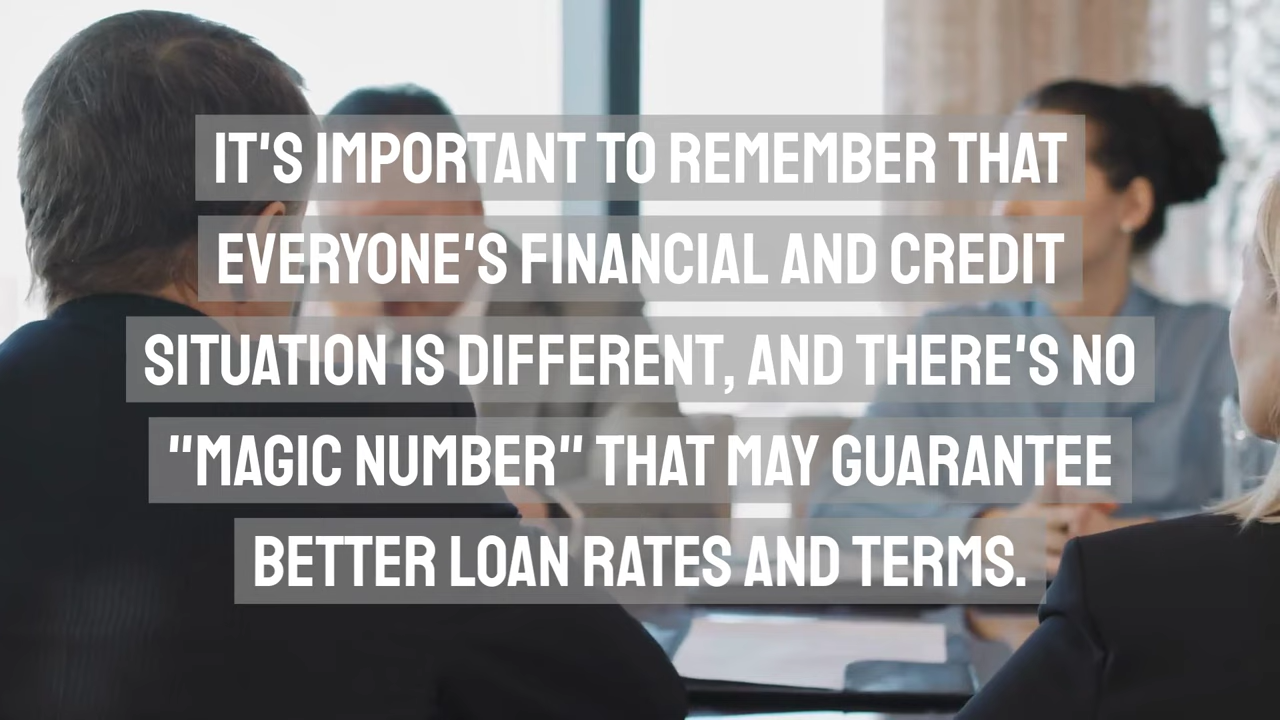 IT'S IMPORTANT TO REMEMBER THAT
EVERYONE'S FINANCIAL AND CREDIT
SITUATION IS DIFFERENT, AND THERE'S NO
"MAGIC NUMBER" THAT MAY GUARANTEE
BETTER LOAN RATES AND TERMS.